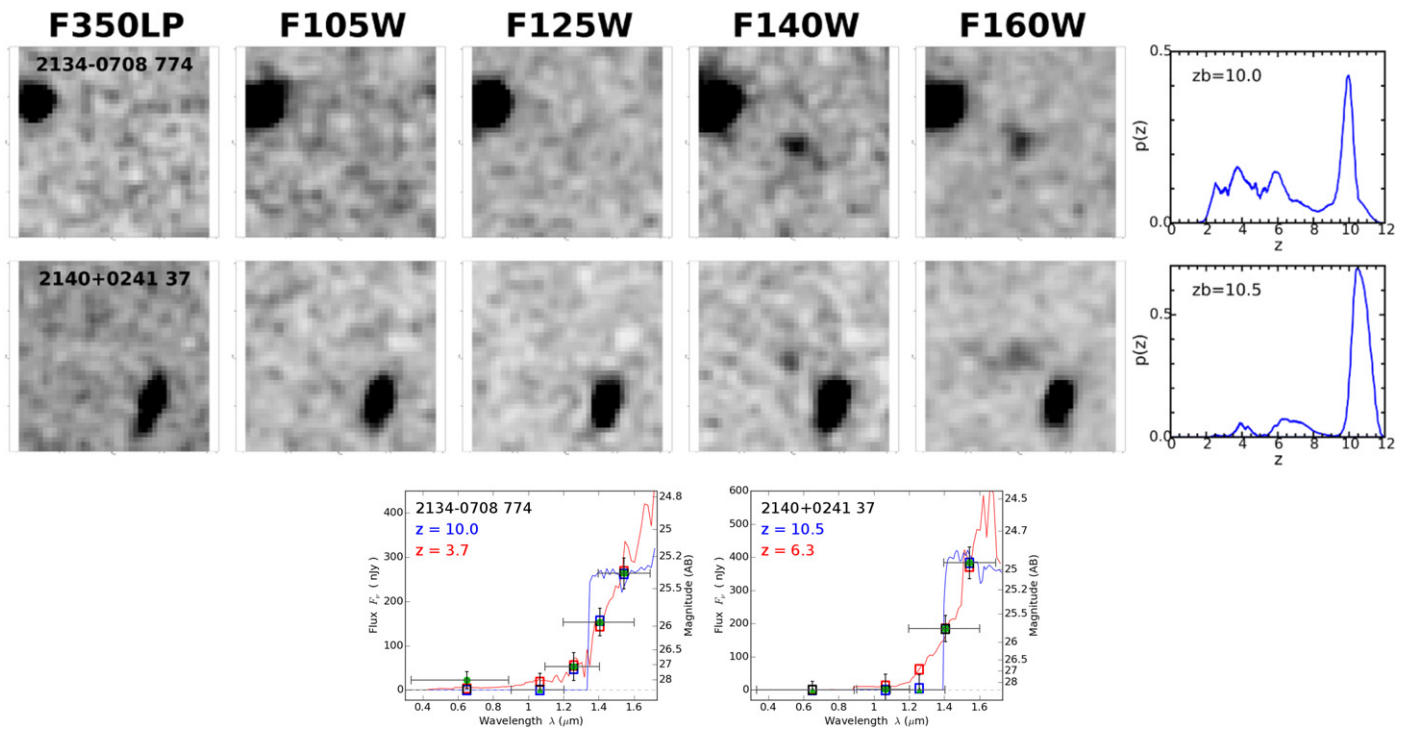 F350LP F105W F125W F140W F160W
2134-0708 774
0.5
zb=10.0
p(z)
0.0
0 2 4 6 8 10 12
z
2140+0241 37
zb=10.5
0.5
p(z)
0.0
0 2 4 6 8 10 12
z
2134-0708 774
z = 10.0
z = 3.7
400
300
200
100
0
Flux Fν ( nJy )
24.8
25
25.2
25.5
26
26.5
27
28
Magnitude (AB)
0.4 0.6 0.8 1 1.2 1.4 1.6
Wavelength λ (μm)
2140+0241 37
z = 10.5
z = 6.3
600
500
400
300
200
100
0
Flux Fν ( nJy )
24.5
24.7
25
25.2
25.5
26
26.5
27
28
Magnitude (AB)
0.4 0.6 0.8 1 1.2 1.4 1.6
Wavelength λ (μm)